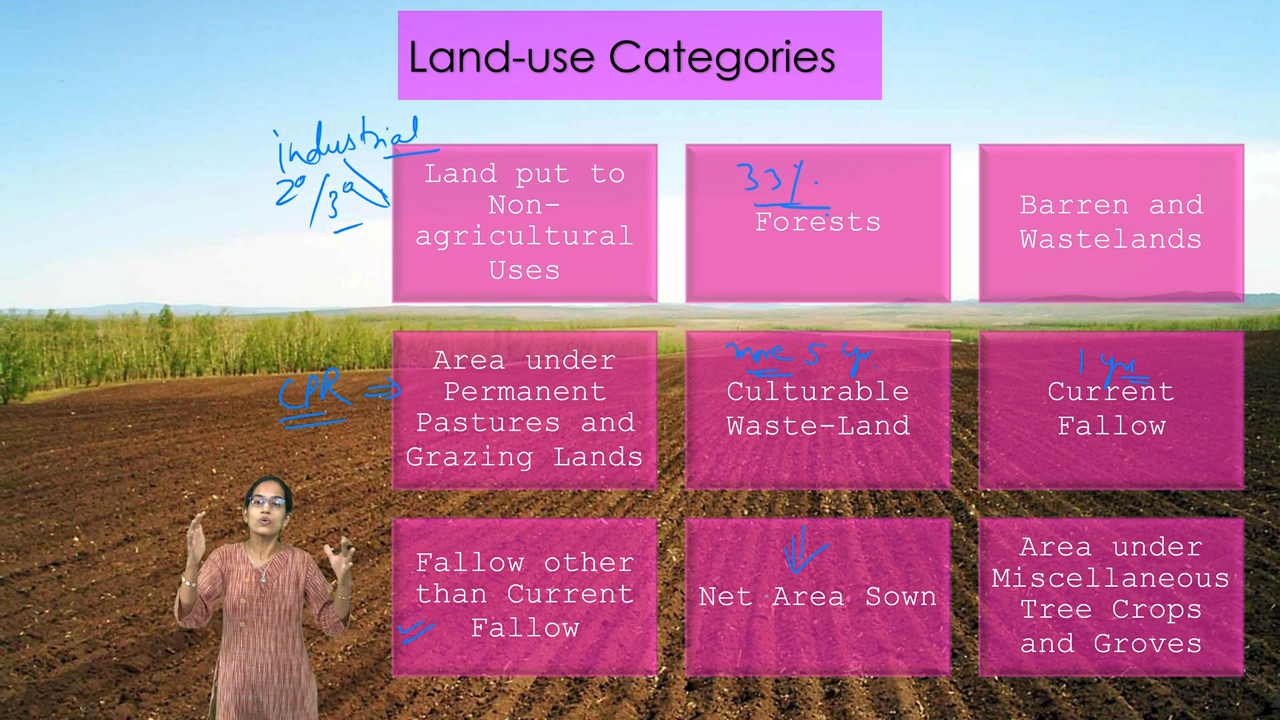 Land-use Categories
industrial
2° / 3°
Land put to
Non-
agricultural
Uses
33%.
Forests
Barren and
Wastelands
CPR ⇒
Area under
Permanent
Pastures and
Grazing Lands
more 5 yr.
Culturable
Waste-Land
1 yr
Current
Fallow
Fallow other
than Current
Fallow
Net Area Sown
Area under
Miscellaneous
Tree Crops
and Groves